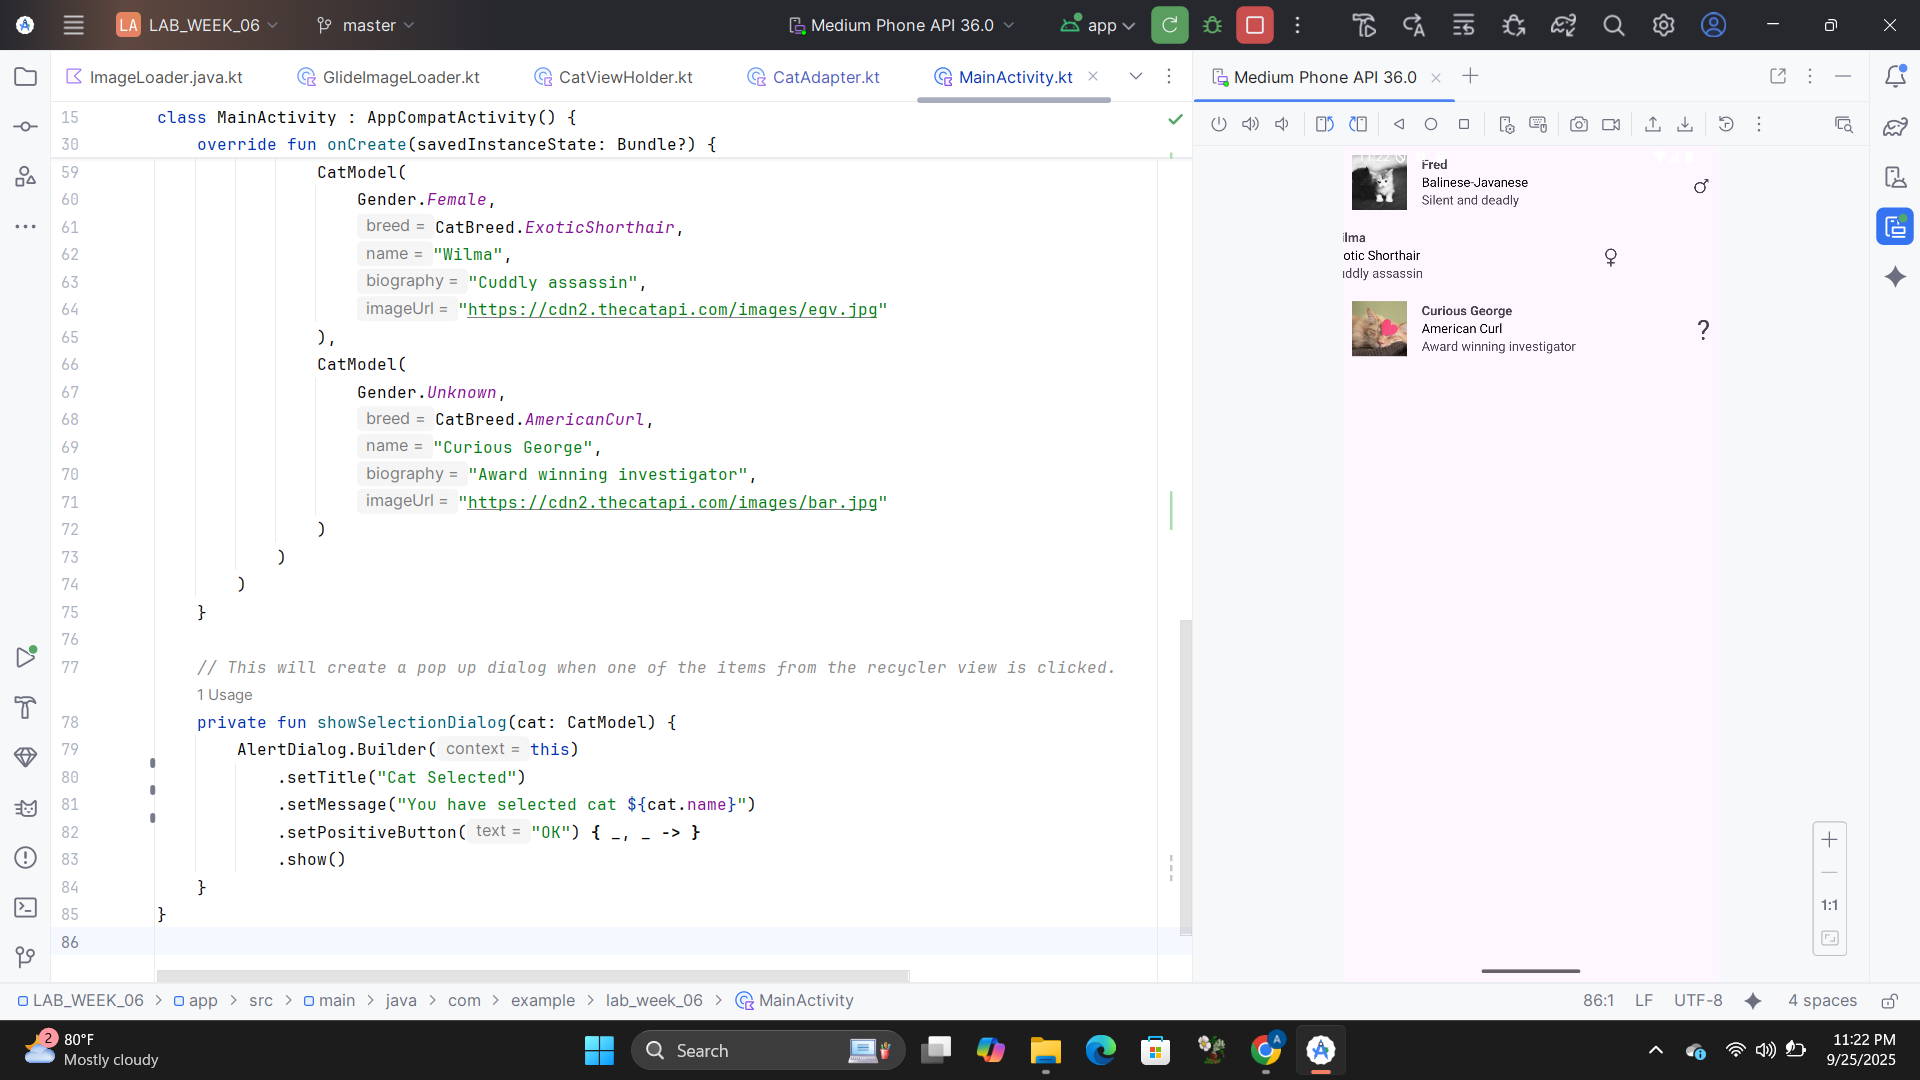 LA LAB_WEEK_06
master
Medium Phone API 36.0
app
ImageLoader.java.kt
GlideImageLoader.kt
CatViewHolder.kt
CatAdapter.kt
MainActivity.kt
Medium Phone API 36.0
15 class MainActivity : AppCompatActivity() {
30 override fun onCreate(savedInstanceState: Bundle?) {
59 CatModel(
60 Gender.Female,
61 breed = CatBreed.ExoticShorthair,
62 name = "Wilma",
63 biography = "Cuddly assassin",
64 imageUrl = "https://cdn2.thecatapi.com/images/egv.jpg"
65 ),
66 CatModel(
67 Gender.Unknown,
68 breed = CatBreed.AmericanCurl,
69 name = "Curious George",
70 biography = "Award winning investigator",
71 imageUrl = "https://cdn2.thecatapi.com/images/bar.jpg"
72 )
73 )
74 )
75 }
76
77 // This will create a pop up dialog when one of the items from the recycler view is clicked.
1 Usage
78 private fun showSelectionDialog(cat: CatModel) {
79 AlertDialog.Builder( context = this)
80 .setTitle("Cat Selected")
81 .setMessage("You have selected cat ${cat.name}")
82 .setPositiveButton( text = "OK") { _, _ -> }
83 .show()
84 }
85 }
86
11:22
Fred
Balinese-Javanese
Silent and deadly
♂
ilma
otic Shorthair
uddly assassin
♀
Curious George
American Curl
Award winning investigator
?
1:1
LAB_WEEK_06 > app > src > main > java > com > example > lab_week_06 > MainActivity
86:1 LF UTF-8 4 spaces
2
80°F
Mostly cloudy
Search
A
11:22 PM
9/25/2025